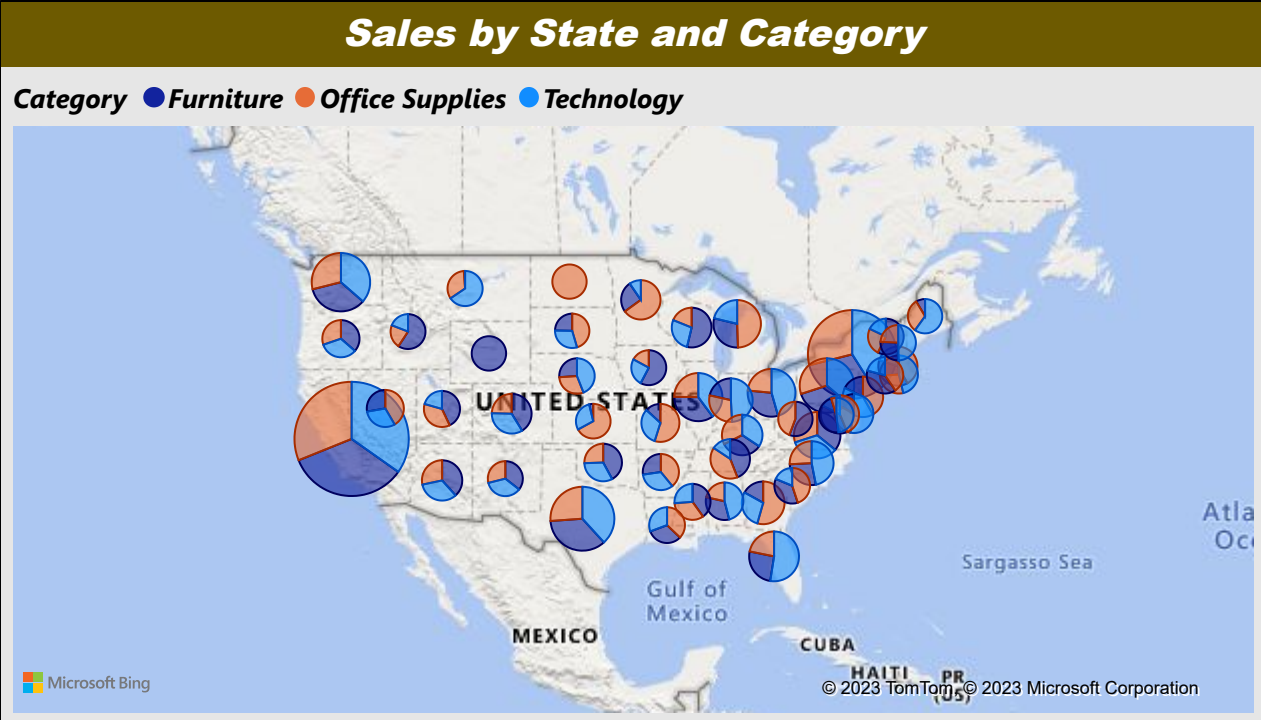 Sales by State and Category
Category Furniture Office Supplies Technology
UNITED STATES
Atla
Oc
Sargasso Sea
Gulf of
Mexico
MEXICO
CUBA
HAITI
PR
(US)
Microsoft Bing
© 2023 TomTom, © 2023 Microsoft Corporation